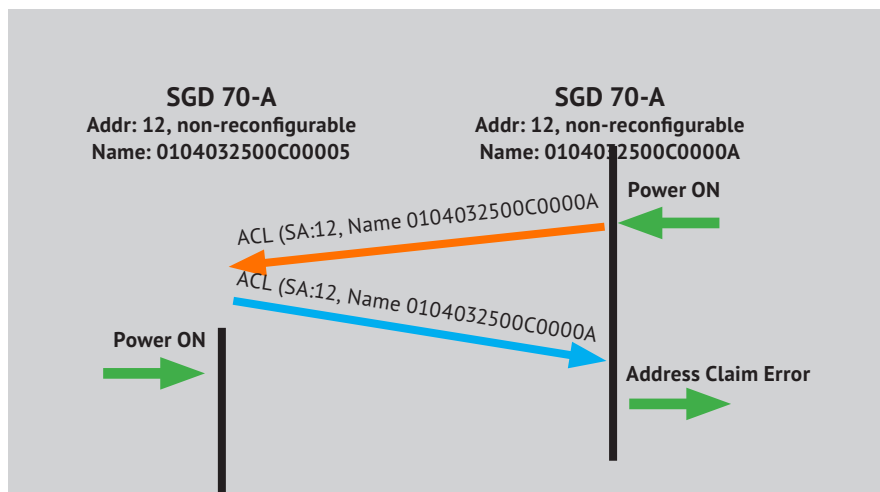 SGD 70-A
Addr: 12, non-reconfigurable
Name: 0104032500C00005
SGD 70-A
Addr: 12, non-reconfigurable
Name: 0104032500C0000A
Power ON
ACL (SA:12, Name 0104032500C0000A
ACL (SA:12, Name 0104032500C0000A
Power ON
Address Claim Error